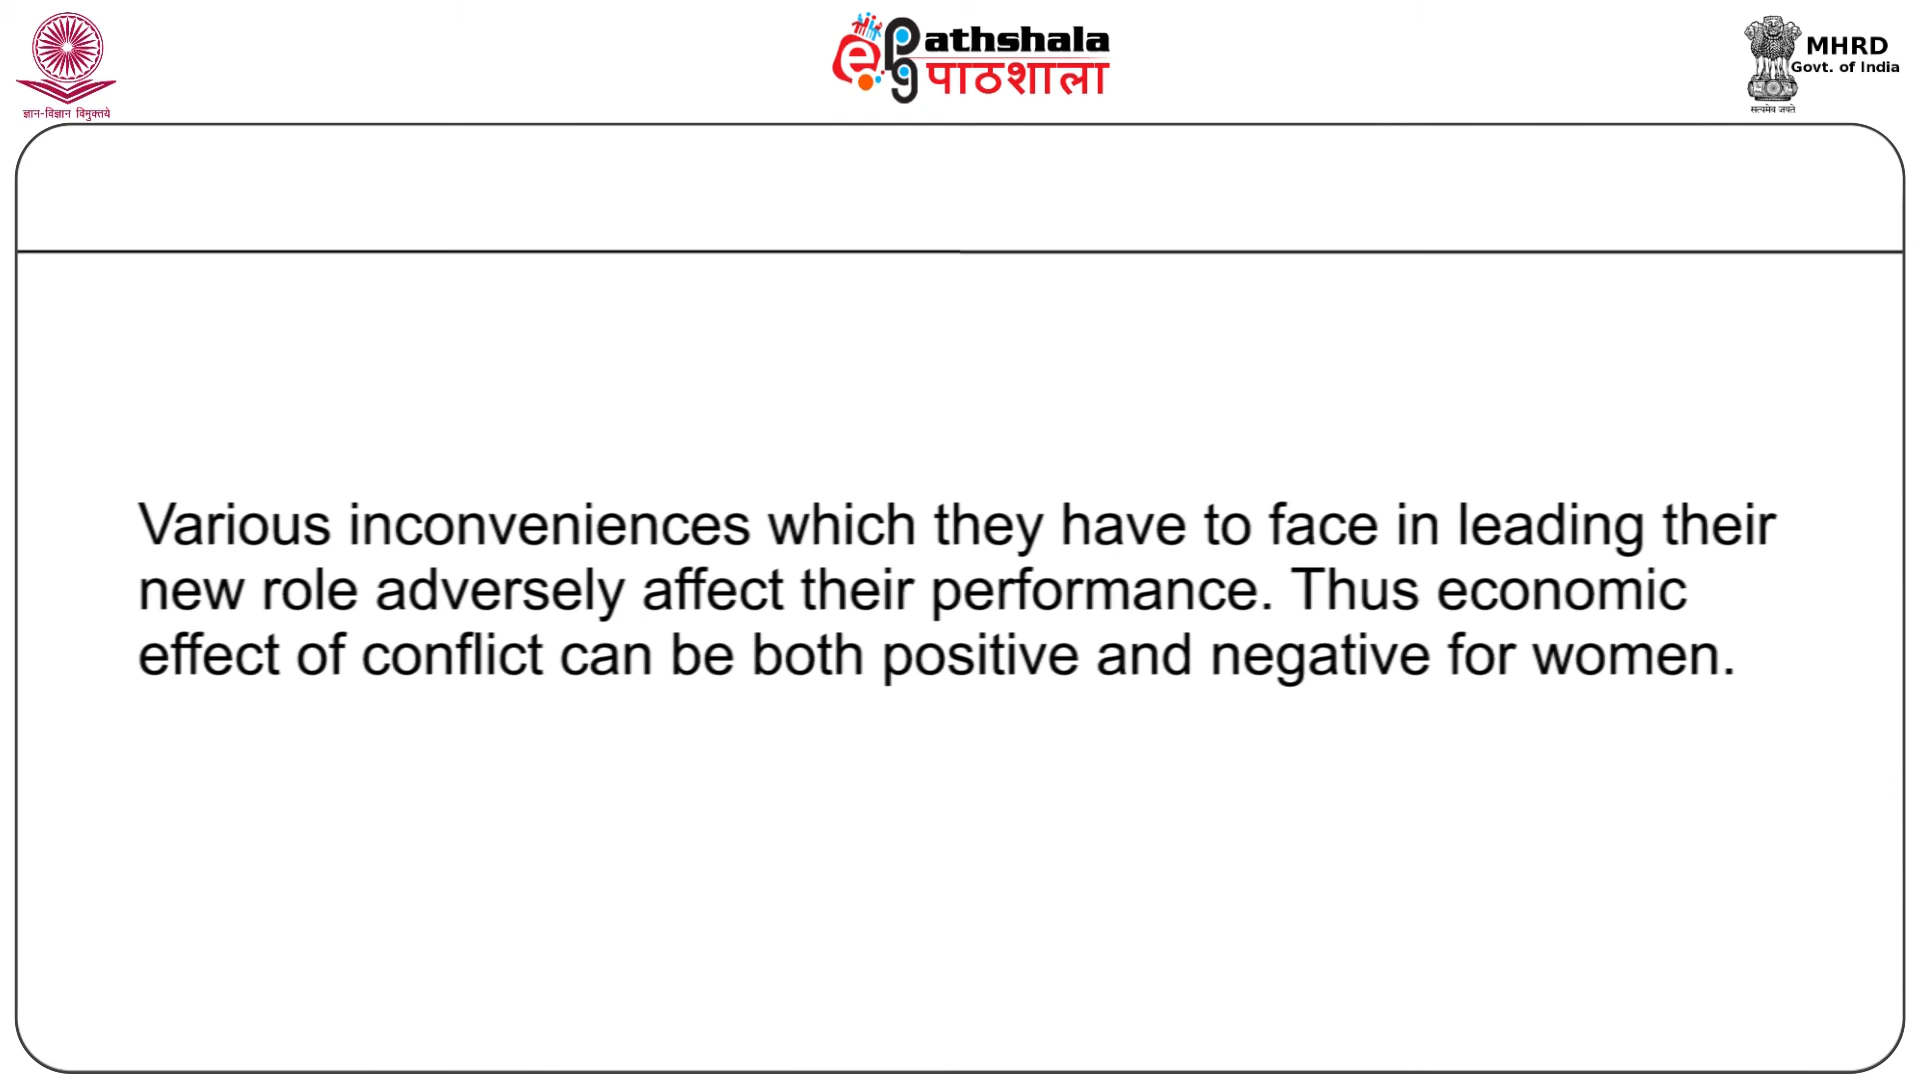 ज्ञान-विज्ञान विमुक्तये
e Pg athshala
पाठशाला
MHRD
Govt. of India
सत्यमेव जयते
Various inconveniences which they have to face in leading their
new role adversely affect their performance. Thus economic
effect of conflict can be both positive and negative for women.